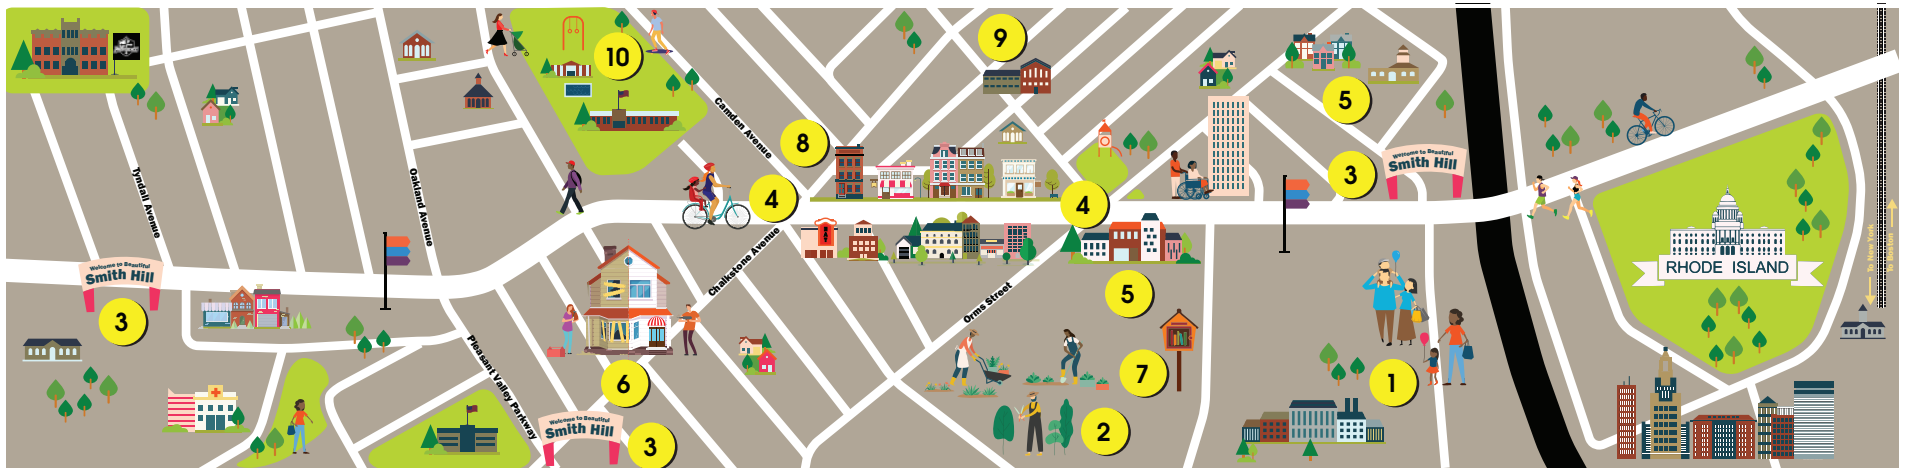 10
9
5
8
Camden Avenue
Welcome to Beautiful
Smith Hill
3
Tyndall Avenue
Oakland Avenue
4
4
To New York
To Boston
Chalkstone Avenue
Welcome to Beautiful
Smith Hill
3
RHODE ISLAND
5
Orms Street
Pleasant Valley Parkway
6
7
1
Welcome to Beautiful
Smith Hill
3
2